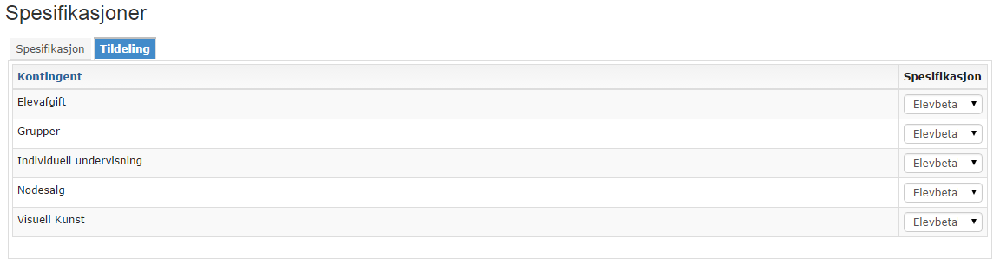 Spesifikasjoner
Spesifikasjon Tildeling
Kontingent Spesifikasjon
Elevafgift Elevbeta
Grupper Elevbeta
Individuell undervisning Elevbeta
Nodesalg Elevbeta
Visuell Kunst Elevbeta